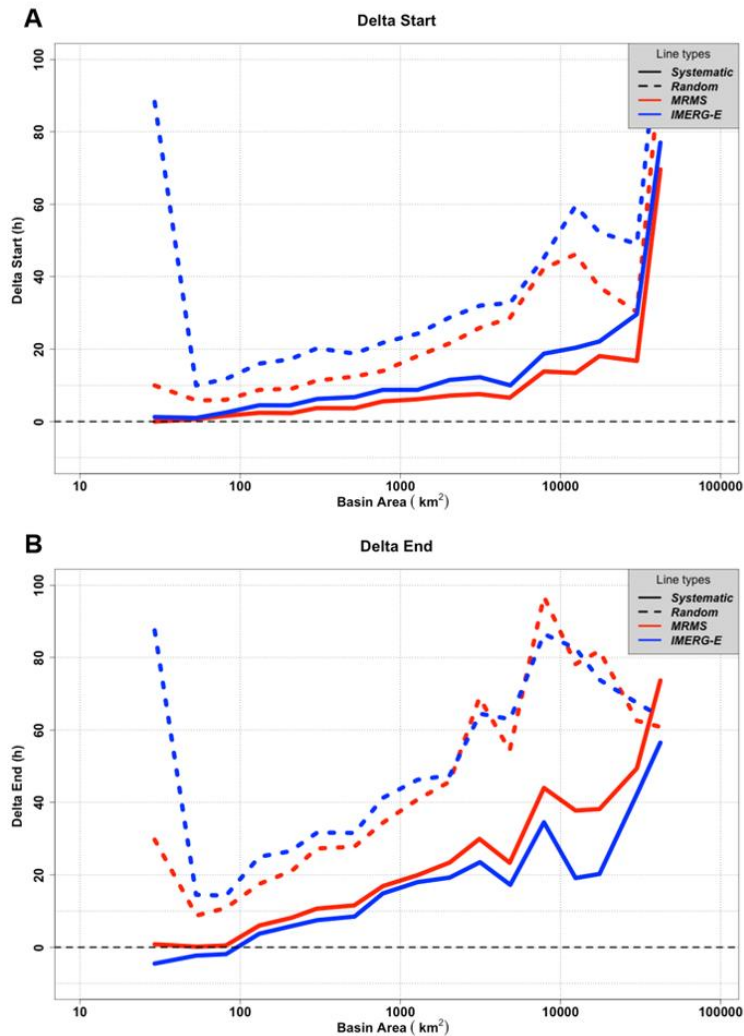 A
Delta Start
Delta Start (h)
100
80
60
40
20
0
Line types
Systematic
Random
MRMS
IMERG-E
10
100
1000
10000
100000
Basin Area ( km²)
B
Delta End
Delta End (h)
100
80
60
40
20
0
Line types
Systematic
Random
MRMS
IMERG-E
10
100
1000
10000
100000
Basin Area ( km²)